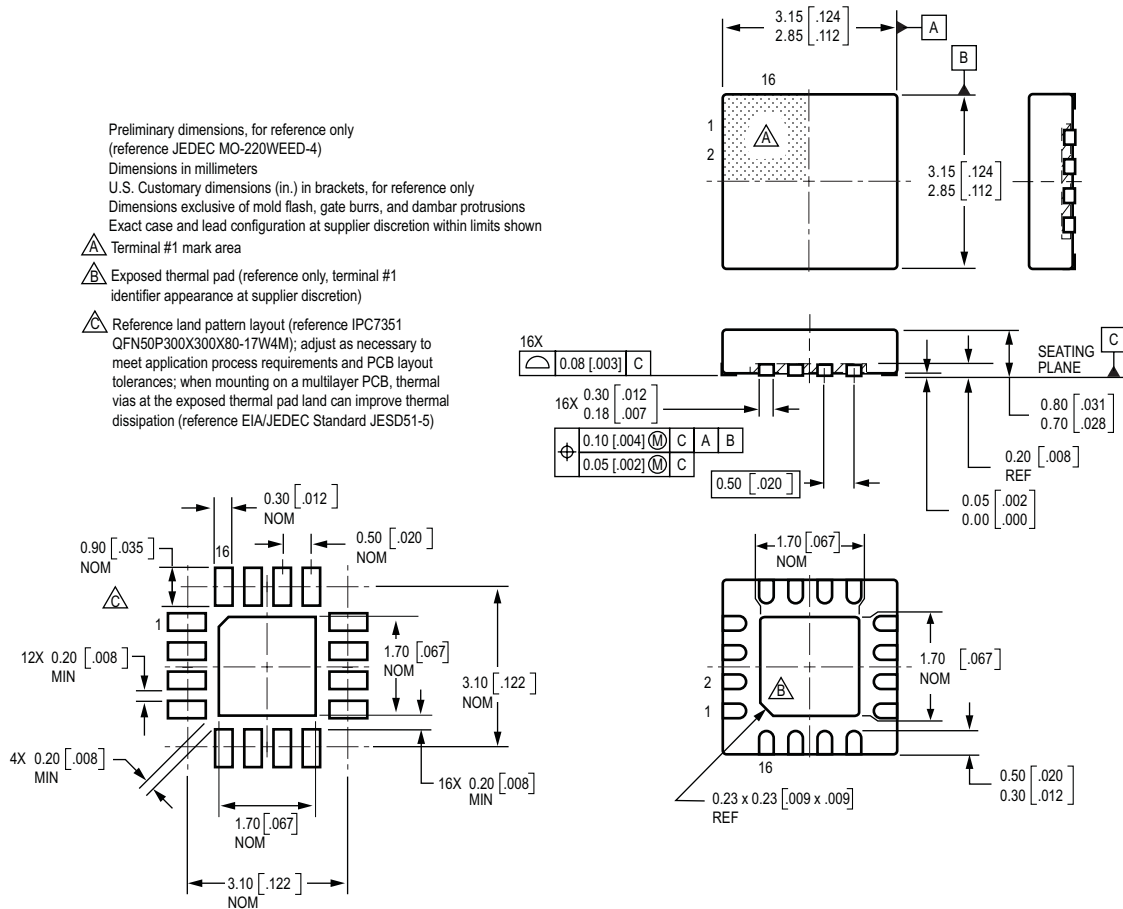 Preliminary dimensions, for reference only
(reference JEDEC MO-220WEED-4)
Dimensions in millimeters
U.S. Customary dimensions (in.) in brackets, for reference only
Dimensions exclusive of mold flash, gate burrs, and dambar protrusions
Exact case and lead configuration at supplier discretion within limits shown
A Terminal #1 mark area
B Exposed thermal pad (reference only, terminal #1
identifier appearance at supplier discretion)
C Reference land pattern layout (reference IPC7351
QFN50P300X300X80-17W4M); adjust as necessary to
meet application process requirements and PCB layout
tolerances; when mounting on a multilayer PCB, thermal
vias at the exposed thermal pad land can improve thermal
dissipation (reference EIA/JEDEC Standard JESD51-5)
3.15 [.124
2.85 .112]
A
B
16
1
2
A
3.15 [.124
2.85 .112]
16X
0.08 [.003] C
16X 0.30 [.012
0.18 .007]
0.10 [.004] Ⓜ C A B
0.05 [.002] Ⓜ C
0.50 [.020]
SEATING
PLANE
C
0.80 [.031
0.70 .028]
0.20 [.008]
REF
0.05 [.002
0.00 .000]
0.30 [.012]
NOM
0.50 [.020]
NOM
0.90 [.035]
NOM
16
C
1
12X 0.20 [.008]
MIN
1.70 [.067]
NOM
3.10 [.122]
NOM
4X 0.20 [.008]
MIN
16X 0.20 [.008]
MIN
1.70 [.067]
NOM
3.10 [.122]
NOM
1.70 [.067]
NOM
1.70 [.067]
NOM
2
B
1
16
0.50 [.020
0.30 .012]
0.23 x 0.23 [.009 x .009]
REF